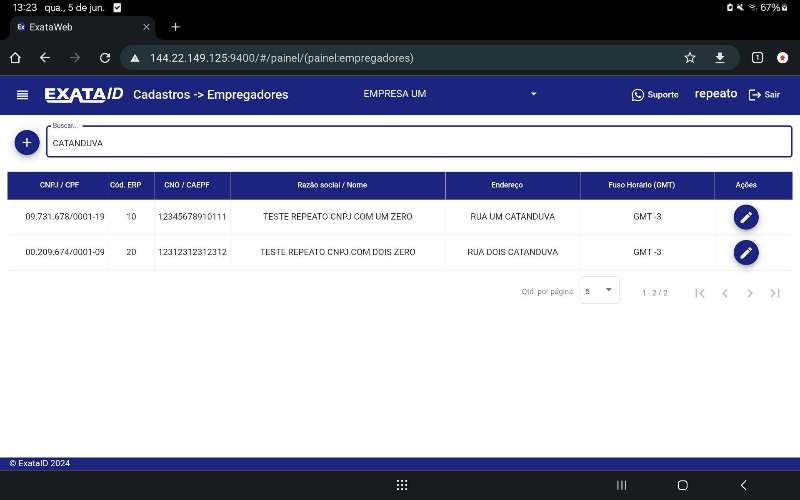 13:23 qua., 5 de jun. 67%
Ex ExataWeb
144.22.149.125:9400/#/painel/(painel:empregadores) 1
EXATAID Cadastros -> Empregadores EMPRESA UM Suporte repeato Sair
Buscar...
CATANDUVA
CNPJ / CPF Cód. ERP CNO / CAEPF Razão social / Nome Endereço Fuso Horário (GMT) Ações
09.731.678/0001-19 10 12345678910111 TESTE REPEATO CNPJ COM UM ZERO RUA UM CATANDUVA GMT -3
00.209.674/0001-09 20 12312312312312 TESTE REPEATO CNPJ COM DOIS ZERO RUA DOIS CATANDUVA GMT -3
Qtd. por página: 5 1 - 2 / 2
© ExataID 2024